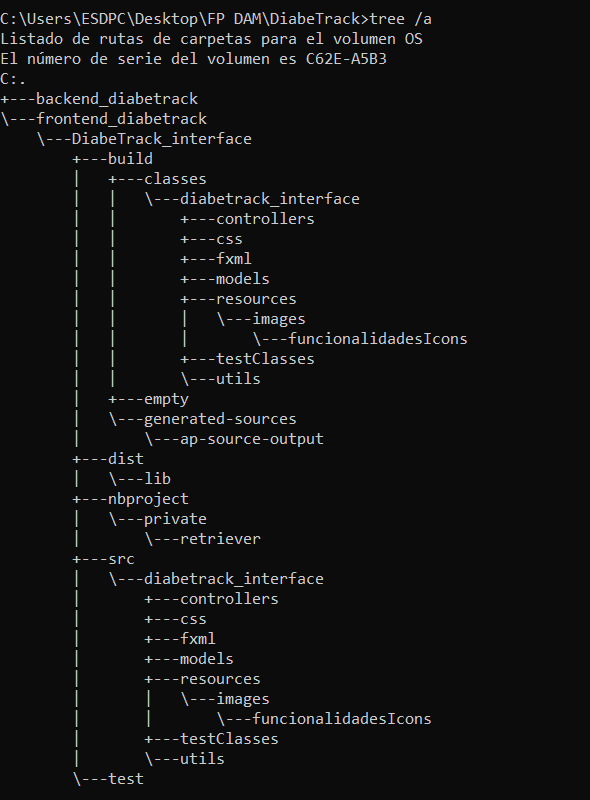 C:\Users\ESDPC\Desktop\FP DAM\DiabeTrack>tree /a
Listado de rutas de carpetas para el volumen OS
El número de serie del volumen es C62E-A5B3
C:.
+---backend_diabetrack
\---frontend_diabetrack
    \---DiabeTrack_interface
        +---build
        |   +---classes
        |   |   \---diabetrack_interface
        |   |       +---controllers
        |   |       +---css
        |   |       +---fxml
        |   |       +---models
        |   |       +---resources
        |   |       |   \---images
        |   |       |       \---funcionalidadesIcons
        |   |       +---testClasses
        |   |       \---utils
        |   +---empty
        |   \---generated-sources
        |       \---ap-source-output
        +---dist
        |   \---lib
        +---nbproject
        |   \---private
        |       \---retriever
        +---src
        |   \---diabetrack_interface
        |       +---controllers
        |       +---css
        |       +---fxml
        |       +---models
        |       +---resources
        |       |   \---images
        |       |       \---funcionalidadesIcons
        |       +---testClasses
        |       \---utils
        \---test